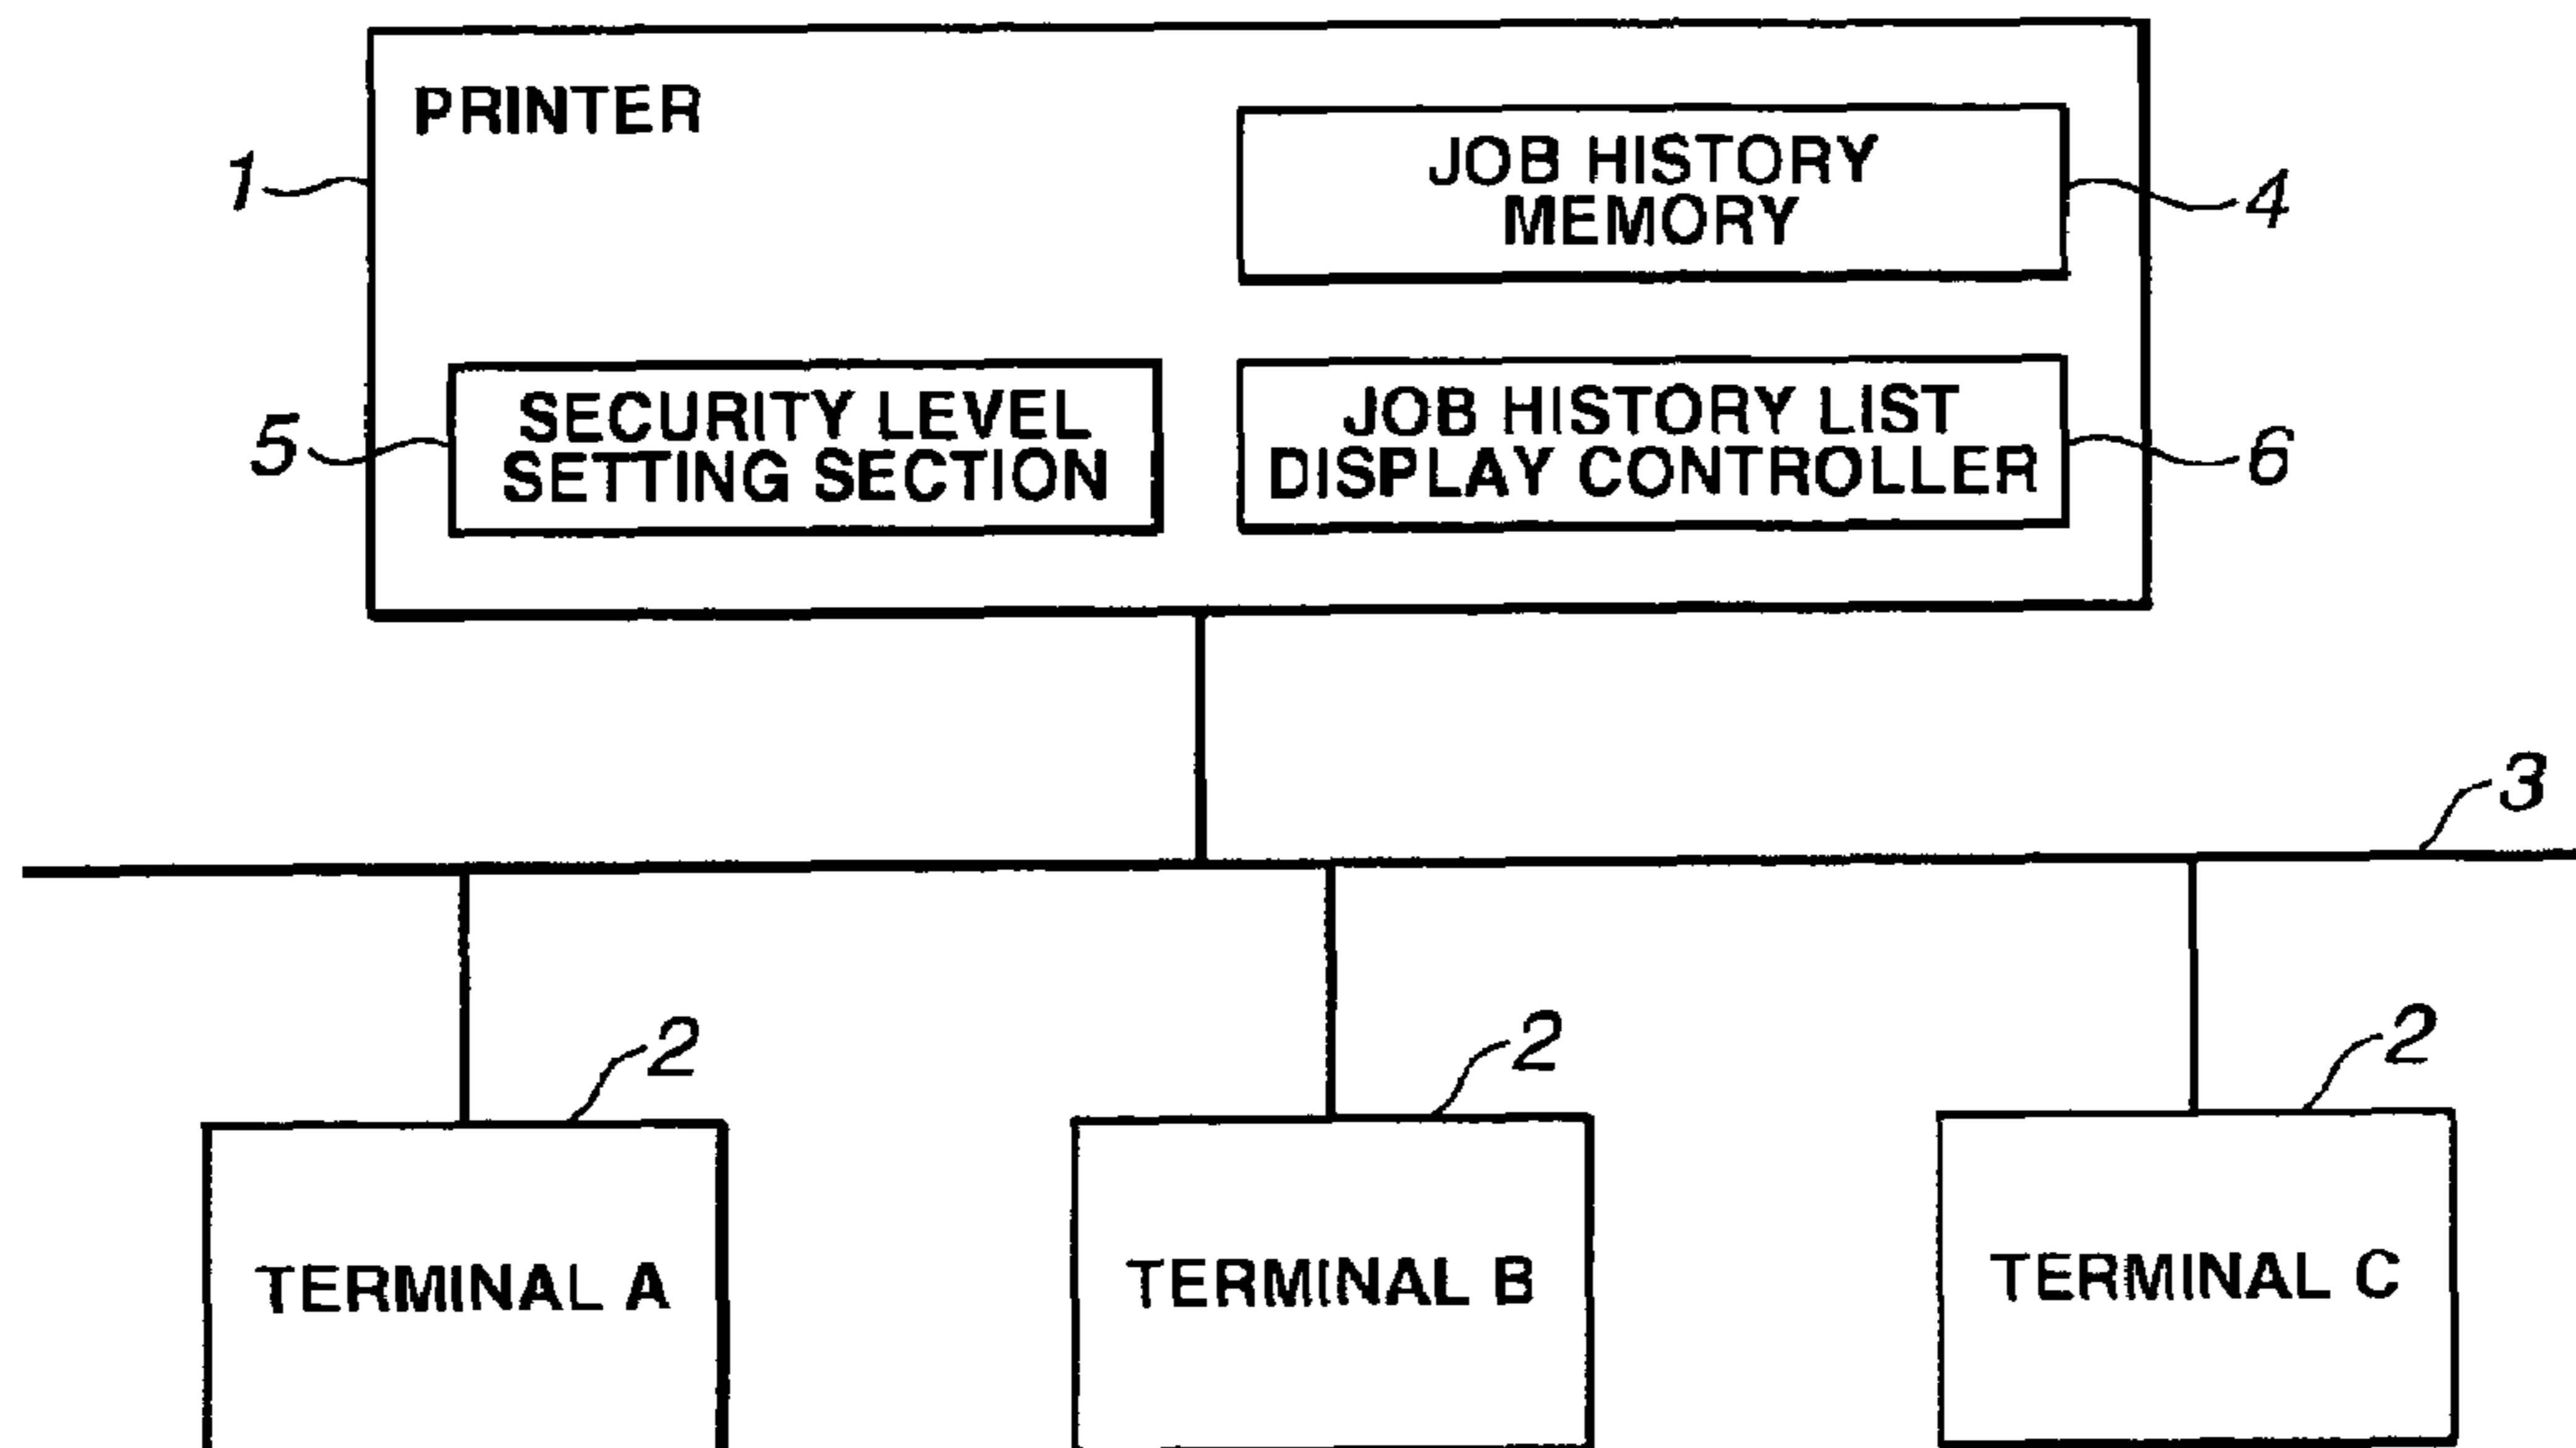 PRINTER
1
JOB HISTORY
MEMORY
4
5
SECURITY LEVEL
SETTING SECTION
JOB HISTORY LIST
DISPLAY CONTROLLER
6
3
2
2
2
TERMINAL A
TERMINAL B
TERMINAL C